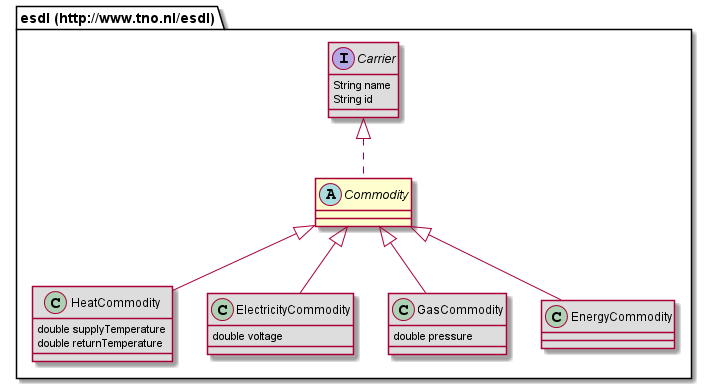 esdl (http://www.tno.nl/esdl)
I Carrier
String name
String id
A Commodity
C HeatCommodity
double supplyTemperature
double returnTemperature
C ElectricityCommodity
double voltage
C GasCommodity
double pressure
C EnergyCommodity